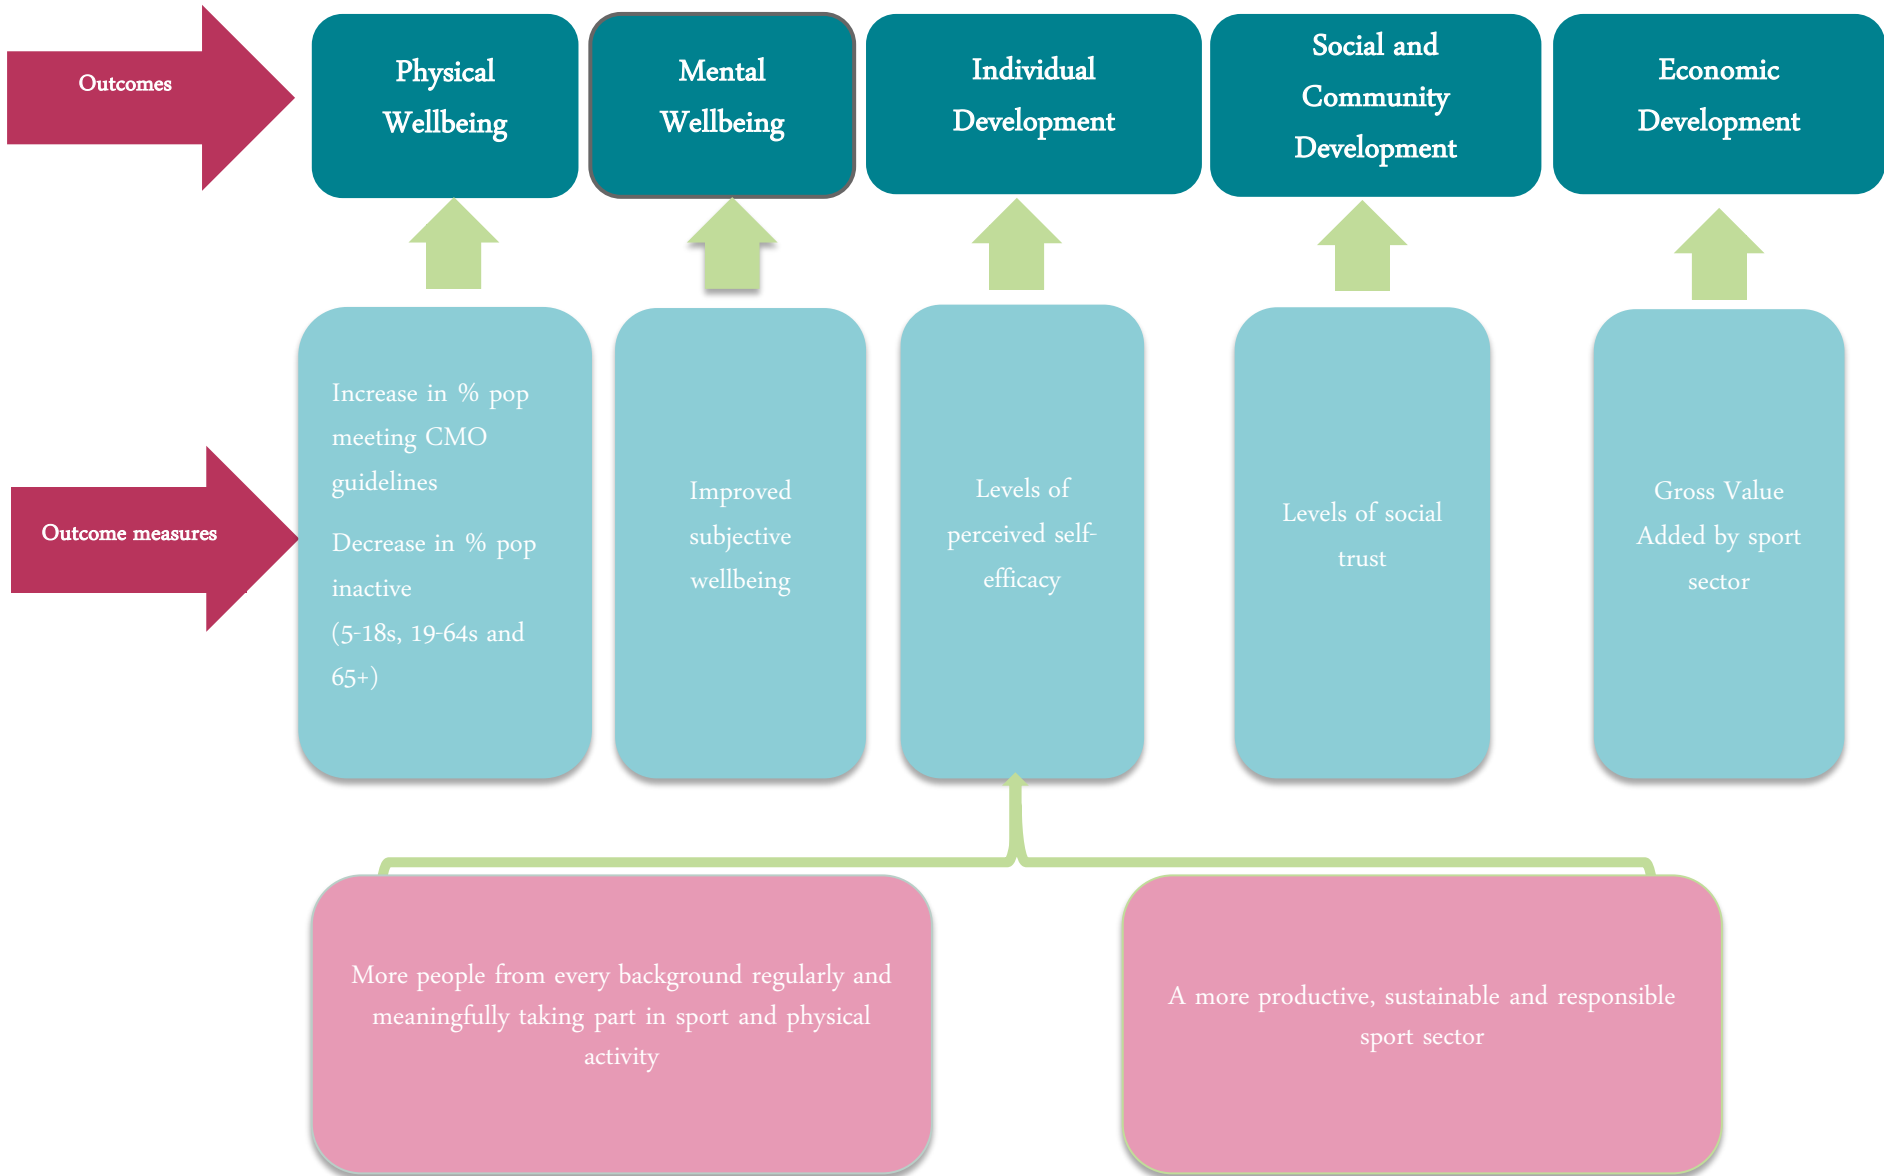 Outcomes
Physical
Wellbeing
Mental
Wellbeing
Individual
Development
Social and
Community
Development
Economic
Development
Outcome measures
Increase in % pop
meeting CMO
guidelines
Decrease in % pop
inactive
(5-18s, 19-64s and
65+)
Improved
subjective
wellbeing
Levels of
perceived self-
efficacy
Levels of social
trust
Gross Value
Added by sport
sector
More people from every background regularly and
meaningfully taking part in sport and physical
activity
A more productive, sustainable and responsible
sport sector